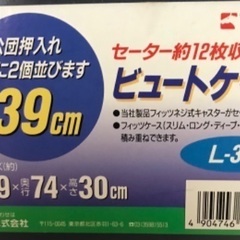 公団押入れ
に2個並びます
39cm
セーター約12枚収
ビュートケ
●当社製品フィッツネジ式キャスターがセ
●フィッツケース(スリム・ロング・ディープ・
積み重ねできます。
L-3
9×奥行74×高さ30cm
株式会社
4904746